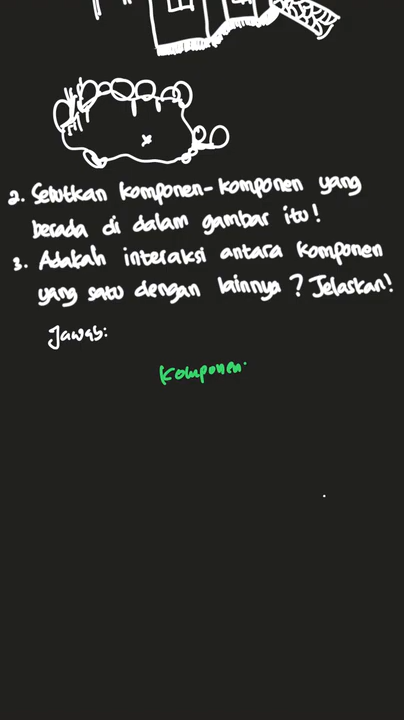 2. Sebutkan komponen-komponen yang
berada di dalam gambar itu!
3. Adakah interaksi antara komponen
yang satu dengan lainnya? Jelaskan!
Jawab:
Komponen